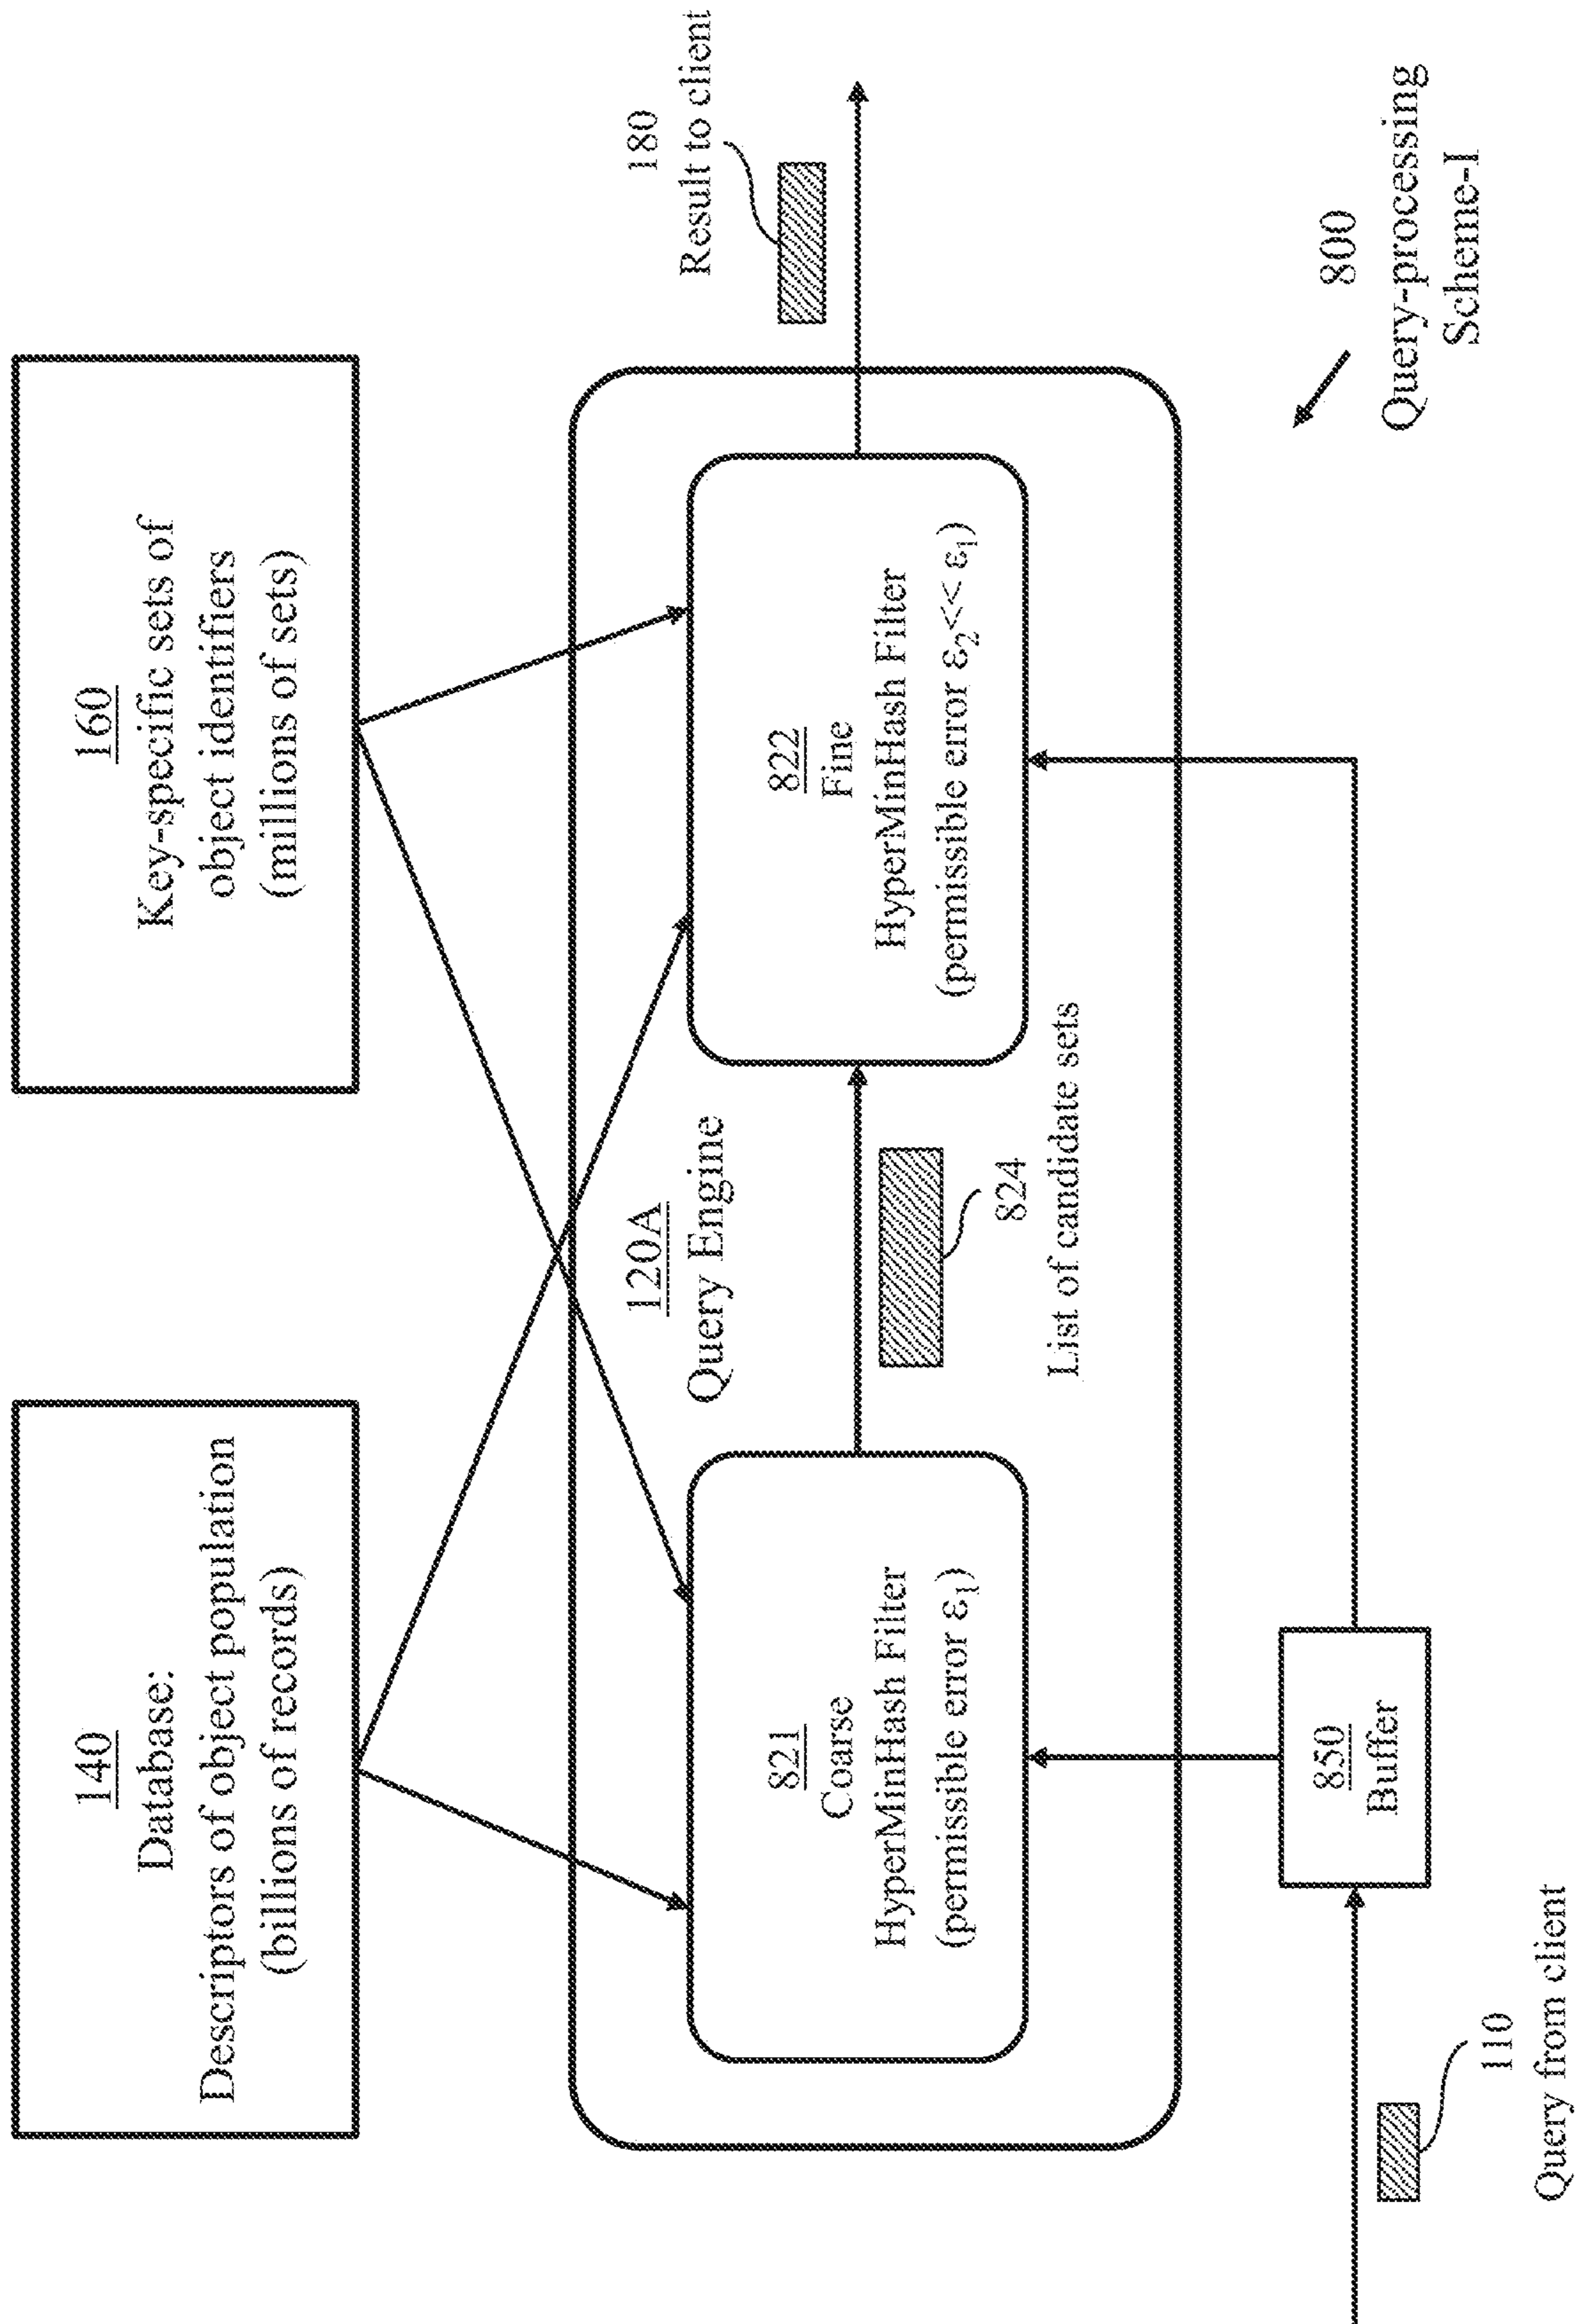 140
Database:
Descriptors of object population
(billions of records)
160
Key-specific sets of
object identifiers
(millions of sets)
120A
Query Engine
180
Result to client
821
Coarse
HyperMinHash Filter
(permissible error ε₁)
822
Fine
HyperMinHash Filter
(permissible error ε₂<< ε₁)
824
List of candidate sets
850
Buffer
110
Query from client
800
Query-processing
Scheme-I